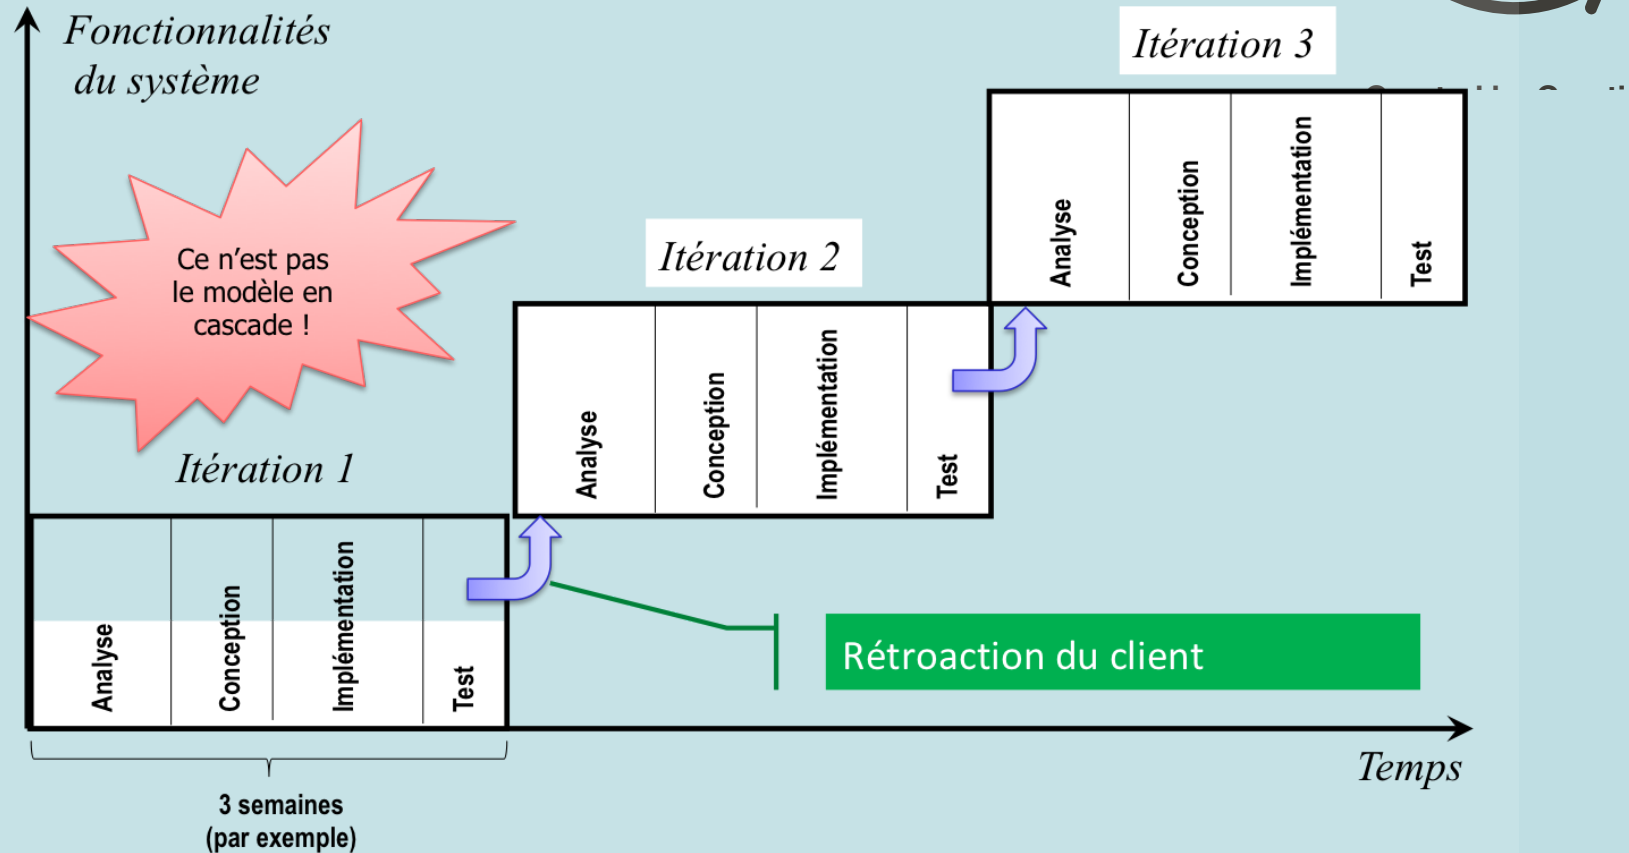 Fonctionnalités
du système
Itération 3
Analyse
Conception
Implémentation
Test
Ce n’est pas
le modèle en
cascade !
Itération 2
Analyse
Conception
Implémentation
Test
Itération 1
Analyse
Conception
Implémentation
Test
Rétroaction du client
Temps
3 semaines
(par exemple)